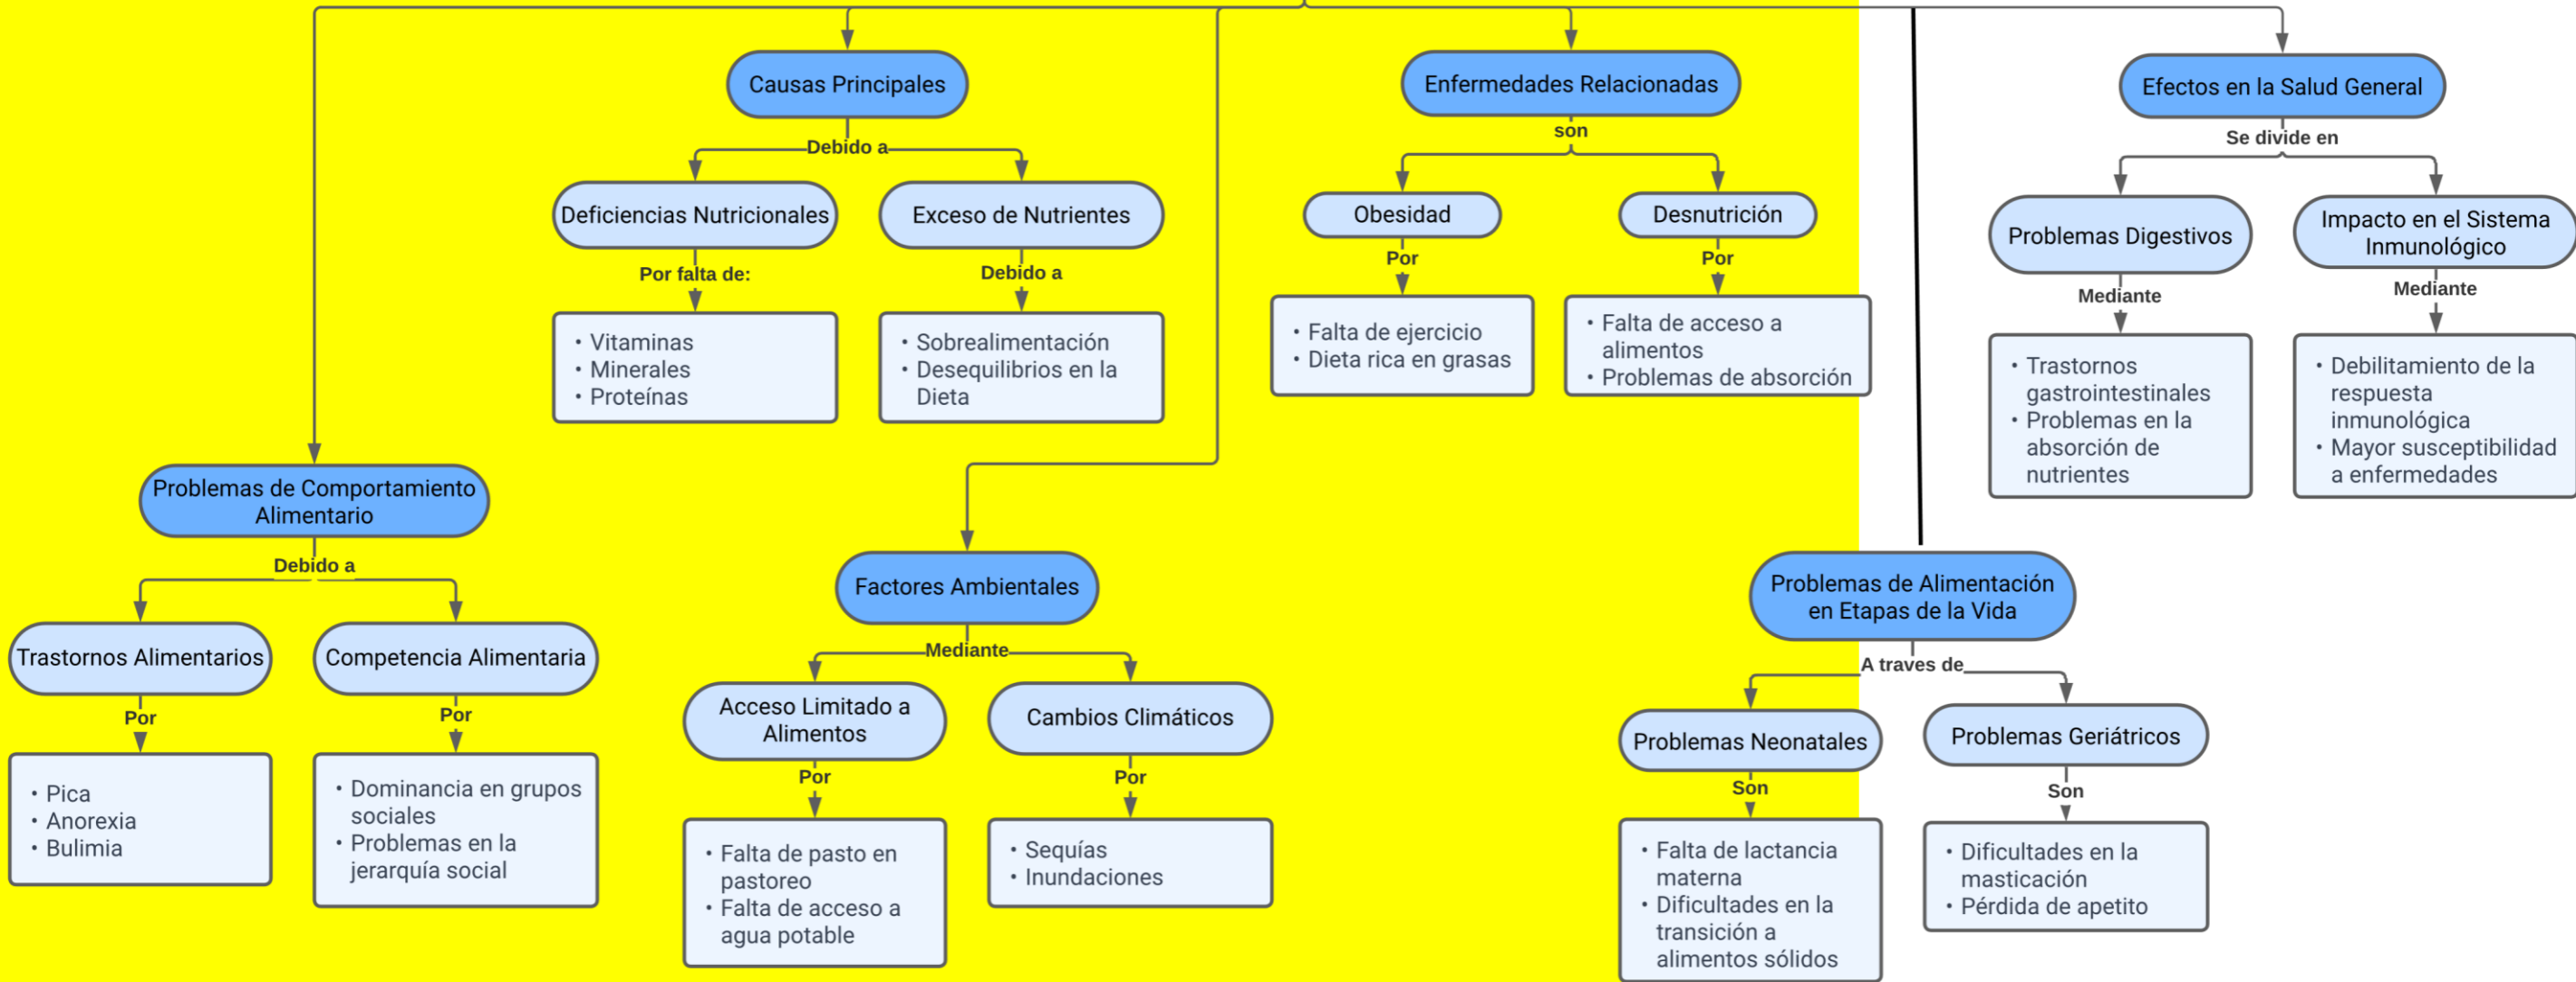 Causas Principales
Debido a
Deficiencias Nutricionales
Por falta de:
• Vitaminas
• Minerales
• Proteínas
Exceso de Nutrientes
Debido a
• Sobrealimentación
• Desequilibrios en la
Dieta
Enfermedades Relacionadas
son
Obesidad
Por
• Falta de ejercicio
• Dieta rica en grasas
Desnutrición
Por
• Falta de acceso a
alimentos
• Problemas de absorción
Efectos en la Salud General
Se divide en
Problemas Digestivos
Mediante
• Trastornos
gastrointestinales
• Problemas en la
absorción de
nutrientes
Impacto en el Sistema
Inmunológico
Mediante
• Debilitamiento de la
respuesta
inmunológica
• Mayor susceptibilidad
a enfermedades
Problemas de Comportamiento
Alimentario
Debido a
Trastornos Alimentarios
Por
• Pica
• Anorexia
• Bulimia
Competencia Alimentaria
Por
• Dominancia en grupos
sociales
• Problemas en la
jerarquía social
Factores Ambientales
Mediante
Acceso Limitado a
Alimentos
Por
• Falta de pasto en
pastoreo
• Falta de acceso a
agua potable
Cambios Climáticos
Por
• Sequías
• Inundaciones
Problemas de Alimentación
en Etapas de la Vida
A traves de
Problemas Neonatales
Son
• Falta de lactancia
materna
• Dificultades en la
transición a
alimentos sólidos
Problemas Geriátricos
Son
• Dificultades en la
masticación
• Pérdida de apetito